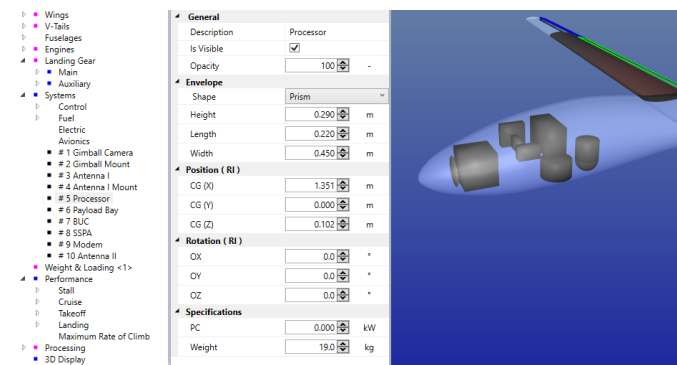 Wings
V-Tails
Fuselages
Engines
Landing Gear
Main
Auxiliary
Systems
Control
Fuel
Electric
Avionics
# 1 Gimball Camera
# 2 Gimball Mount
# 3 Antenna I
# 4 Antenna I Mount
# 5 Processor
# 6 Payload Bay
# 7 BUC
# 8 SSPA
# 9 Modem
# 10 Antenna II
Weight & Loading <1>
Performance
Stall
Cruise
Takeoff
Landing
Maximum Rate of Climb
Processing
3D Display
General
Description Processor
Is Visible
Opacity 100 -
Envelope
Shape Prism
Height 0.290 m
Length 0.220 m
Width 0.450 m
Position ( RI )
CG (X) 1.351 m
CG (Y) 0.000 m
CG (Z) 0.102 m
Rotation ( RI )
OX 0.0 °
OY 0.0 °
OZ 0.0 °
Specifications
PC 0.000 kW
Weight 19.0 kg